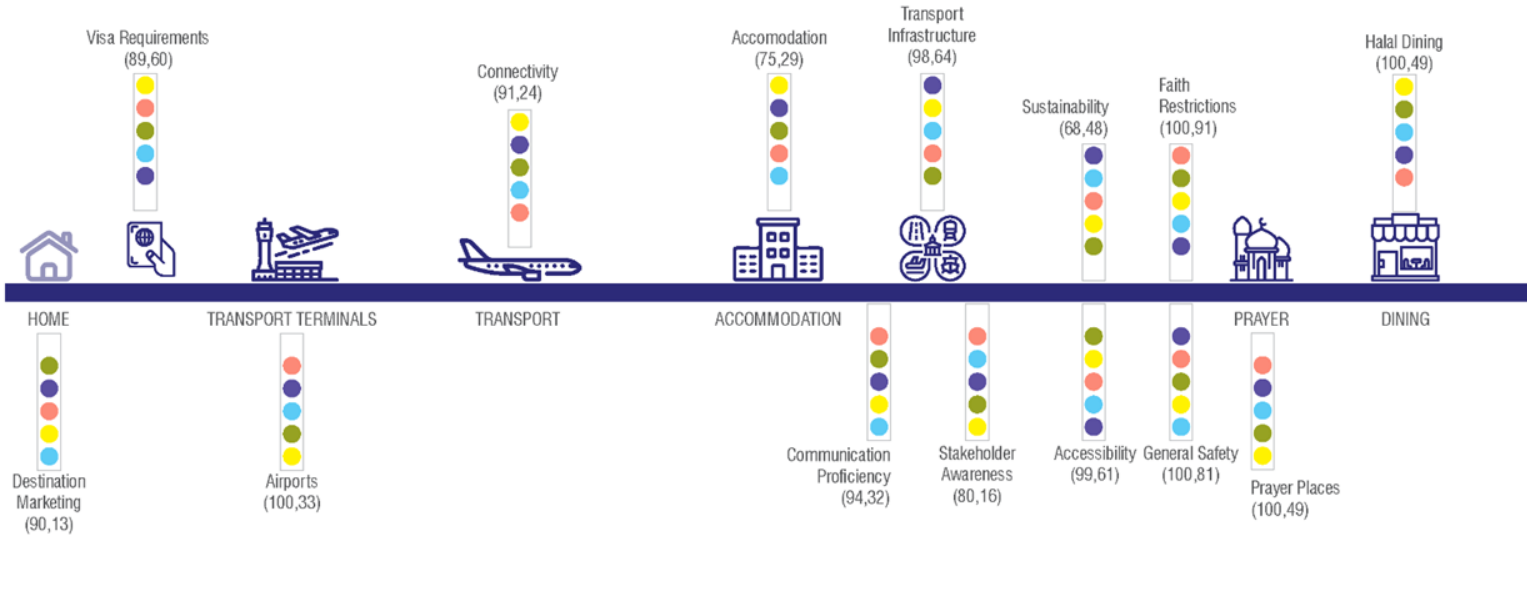 Visa Requirements
(89,60)
Connectivity
(91,24)
Accomodation
(75,29)
Transport
Infrastructure
(98,64)
Sustainability
(68,48)
Faith
Restrictions
(100,91)
Halal Dining
(100,49)
HOME
TRANSPORT TERMINALS
TRANSPORT
ACCOMMODATION
PRAYER
DINING
Destination
Marketing
(90,13)
Airports
(100,33)
Communication
Proficiency
(94,32)
Stakeholder
Awareness
(80,16)
Accessibility
(99,61)
General Safety
(100,81)
Prayer Places
(100,49)